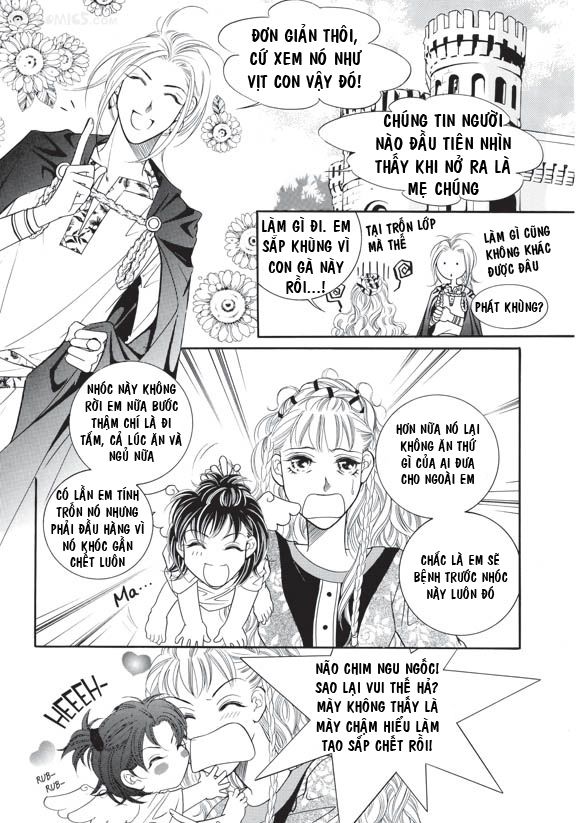 COMICS.COM
ĐƠN GIẢN THÔI,
CỨ XEM NÓ NHƯ
VỊT CON VẬY ĐÓ!
CHÚNG TIN NGƯỜI
NÀO ĐẦU TIÊN NHÌN
THẤY KHI NỞ RA LÀ
MẸ CHÚNG
LÀM GÌ ĐI. EM
SẮP KHÙNG VÌ
CON GÀ NÀY
RỒI...!
TẠI TRỐN LỚP
MÀ THẾ
LÀM GÌ CŨNG
KHÔNG KHÁC
ĐƯỢC ĐÂU
PHÁT KHÙNG?
NHÓC NÀY KHÔNG
RỜI EM NỬA BƯỚC
THẬM CHÍ LÀ ĐI
TẤM, CẢ LÚC ĂN VÀ
NGỦ NỮA
CÓ LẦN EM TÍNH
TRỐN NÓ NHƯNG
PHẢI ĐẦU HÀNG VÌ
NÓ KHÓC GẦN
CHẾT LUÔN
HƠN NỮA NÓ LẠI
KHÔNG ĂN THỨ
GÌ CỦA AI ĐƯA
CHO NGOÀI EM
CHẮC LÀ EM SẼ
BỆNH TRƯỚC NHÓC
NÀY LUÔN ĐÓ
Ma...
NÃO CHIM NGU NGỐC!
SAO LẠI VUI THẾ HẢ?
MÀY KHÔNG THẤY LÀ
MÀY CHẬM HIỂU LÀM
TAO SẮP CHẾT RỒI!!
HEEEH~
RUB~
RUB~
RUB~
RUB~